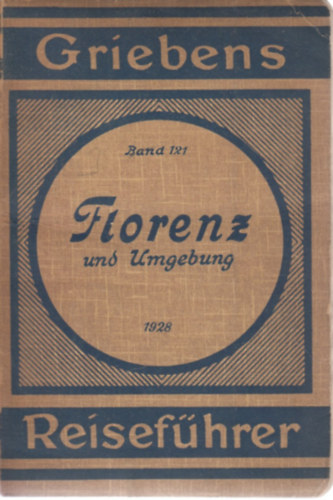 Griebens
Band 121
Florenz
und Umgebung
1928
Reiseführer